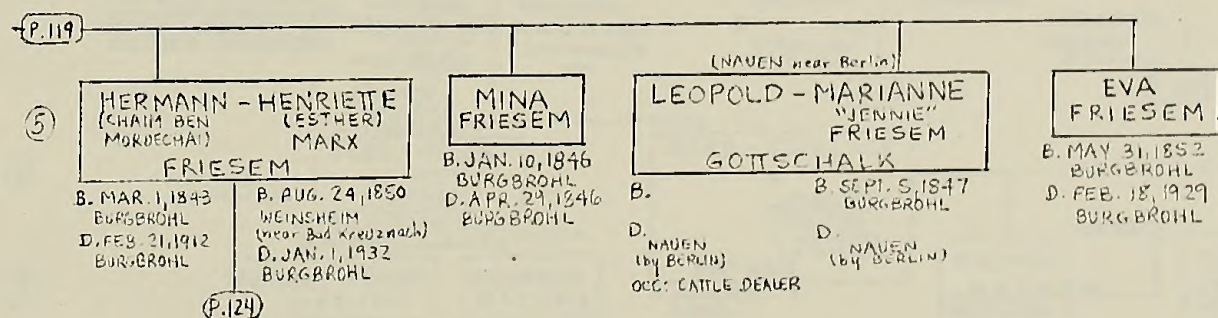 P.119
5
HERMANN - HENRIETTE
(CHAIM BEN MORDECHAI)
(ESTHER)
MARX
FRIESEM
B. MAR. 1, 1843
BURGBROHL
D. FEB. 21, 1912
BURGBROHL
B. AUG. 24, 1850
WEINSHEIM
(near Bad Kreuznach)
D. JAN. 1, 1932
BURGBROHL
P.124
MINA
FRIESEM
B. JAN. 10, 1846
BURGBROHL
D. APR. 29, 1846
BURGBROHL
(NAUEN near Berlin)
LEOPOLD - MARIANNE
"JENNIE"
FRIESEM
GOTTSCHALK
B.
D.
NAUEN
(by BERLIN)
OCC: CATTLE DEALER
B. SEPT. 5, 1847
BURGBROHL
D.
NAUEN
(by BERLIN)
EVA
FRIESEM
B. MAY 31, 1852
BURGBROHL
D. FEB. 18, 1929
BURGBROHL